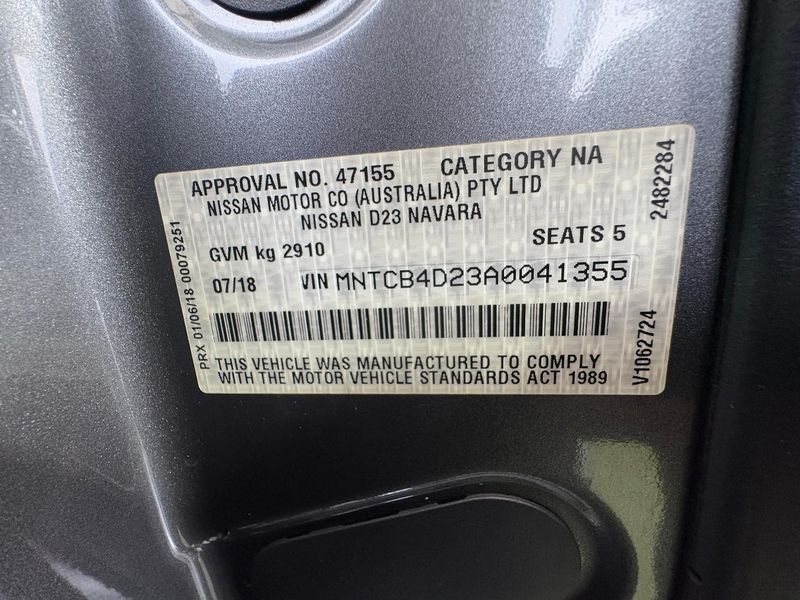 APPROVAL NO. 47155 CATEGORY NA
NISSAN MOTOR CO (AUSTRALIA) PTY LTD
NISSAN D23 NAVARA
GVM kg 2910 SEATS 5
07/18 VIN MNTCB4D23A0041355
THIS VEHICLE WAS MANUFACTURED TO COMPLY
WITH THE MOTOR VEHICLE STANDARDS ACT 1989
PRX 01/06/18 00079251
2482284
V1062724